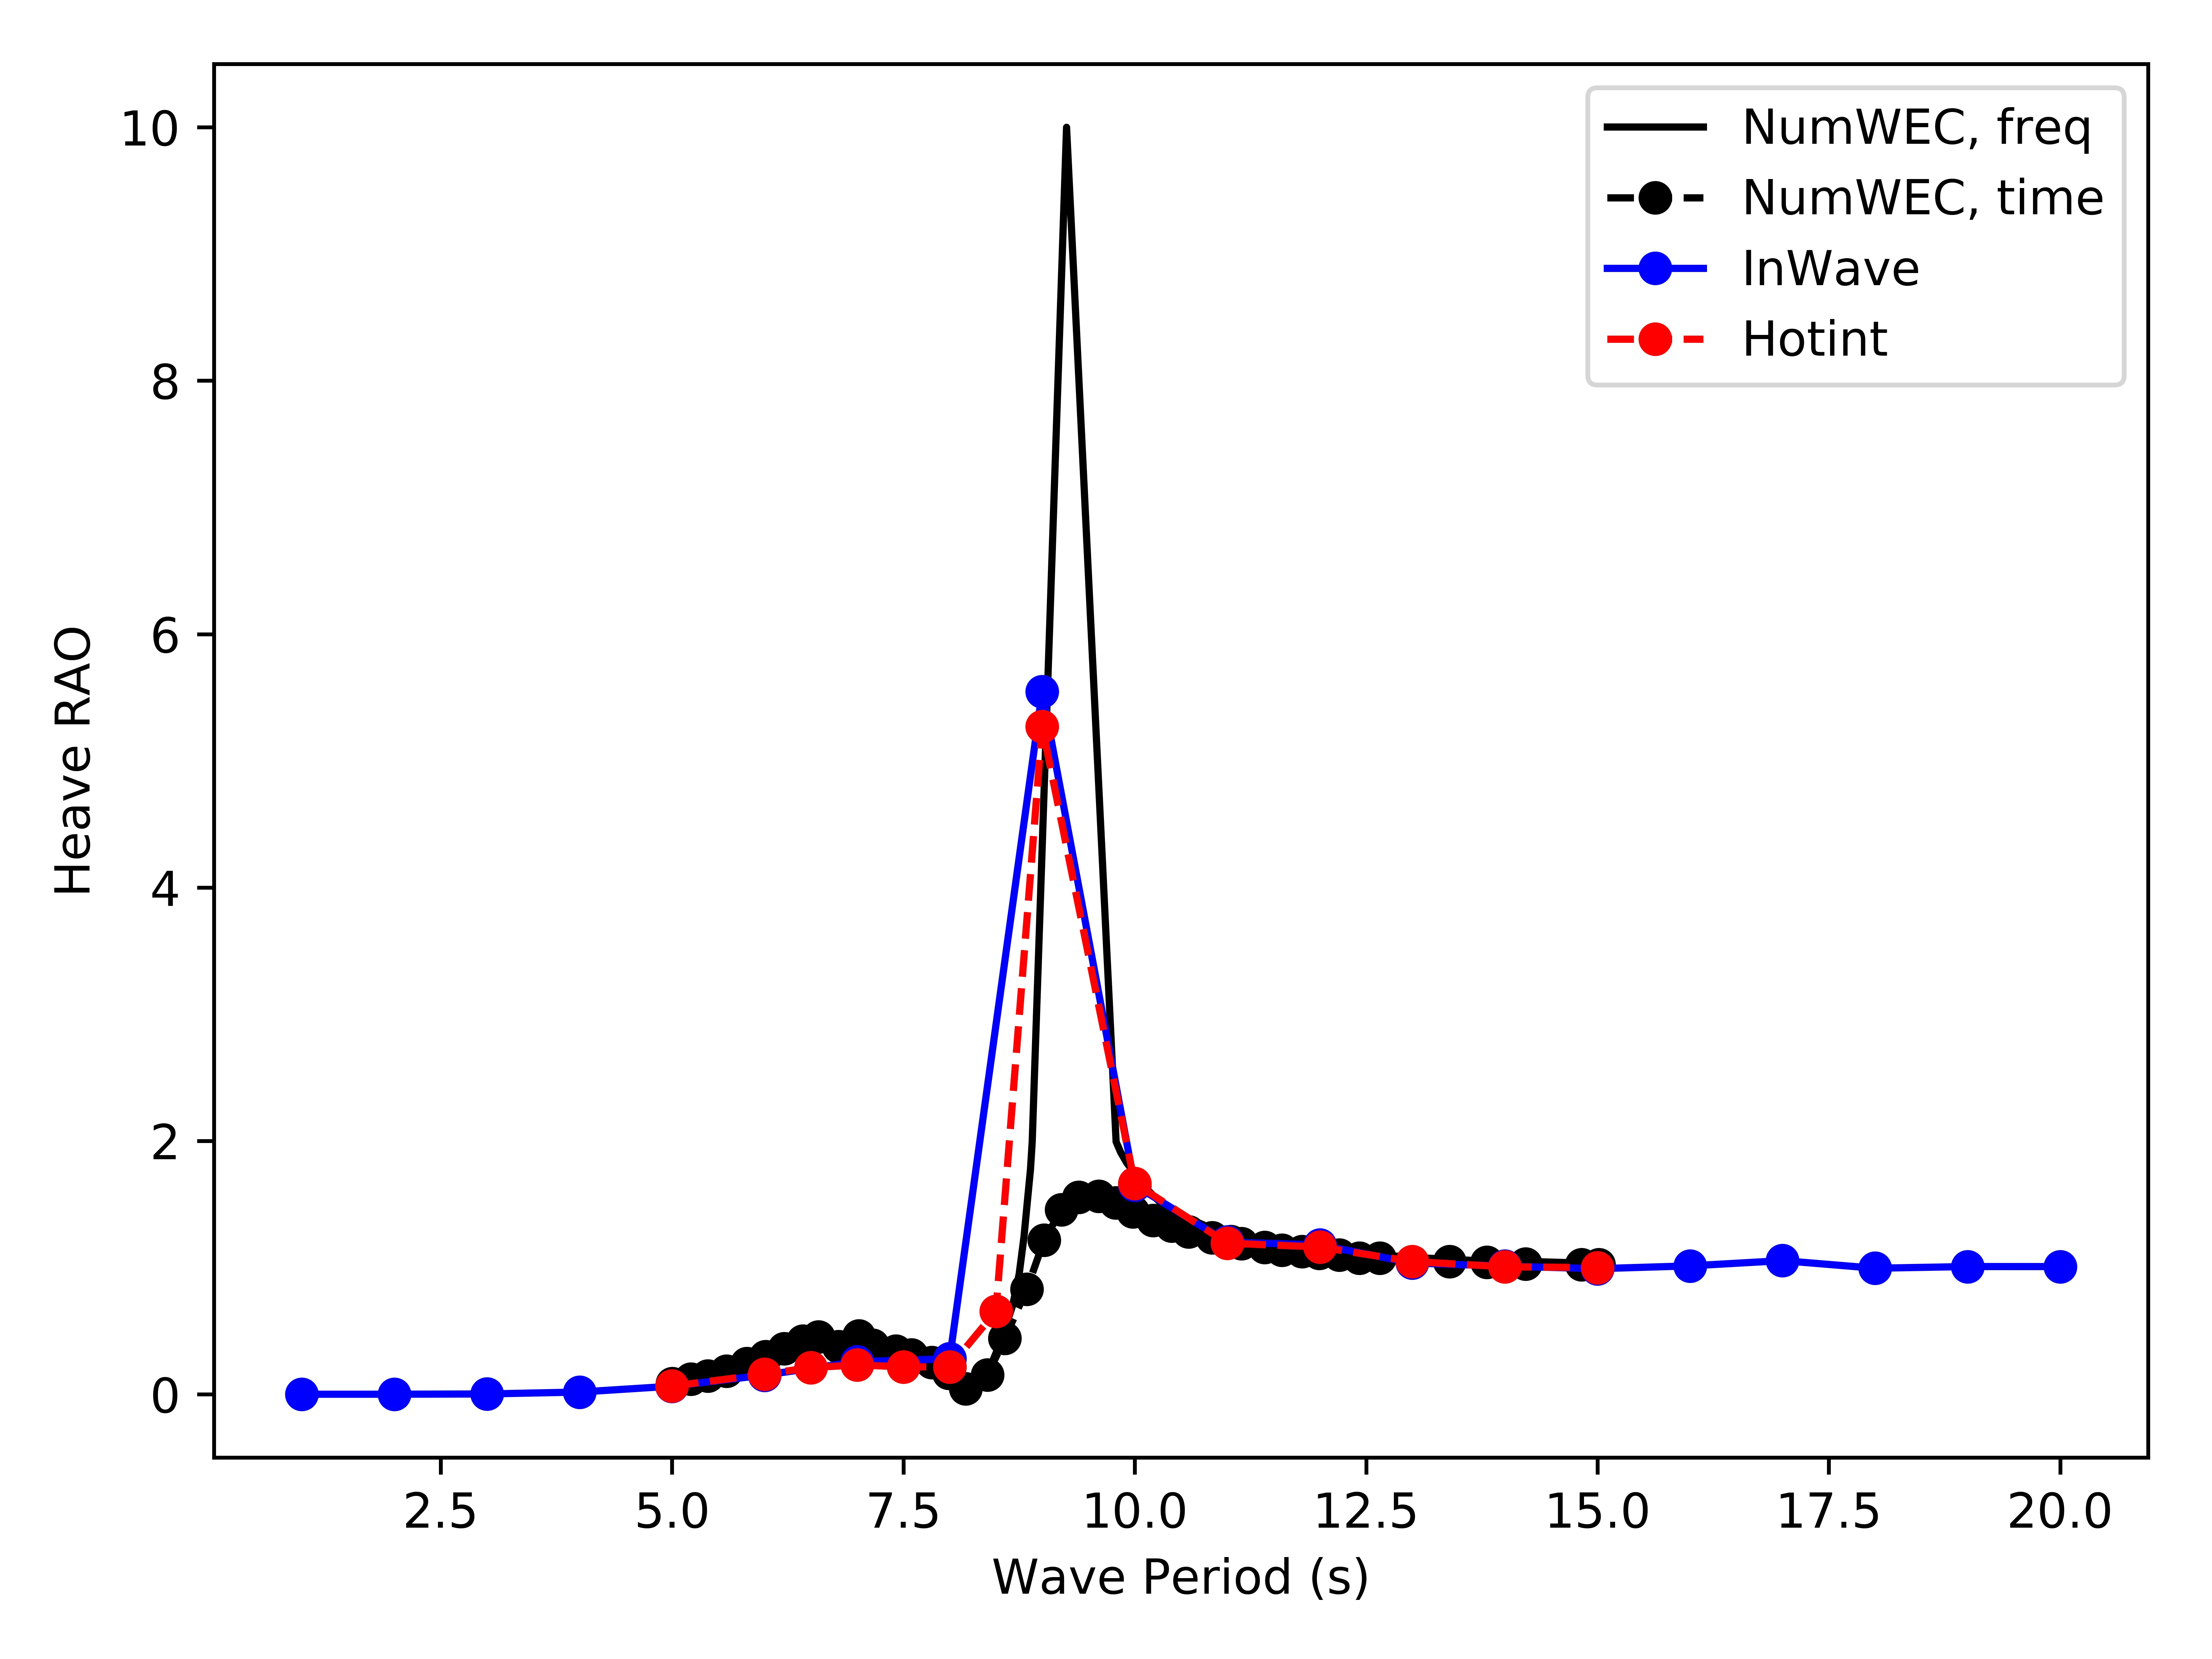 10
8
6
4
2
0
Heave RAO
2.5 5.0 7.5 10.0 12.5 15.0 17.5 20.0
Wave Period (s)
NumWEC, freq
NumWEC, time
InWave
Hotint